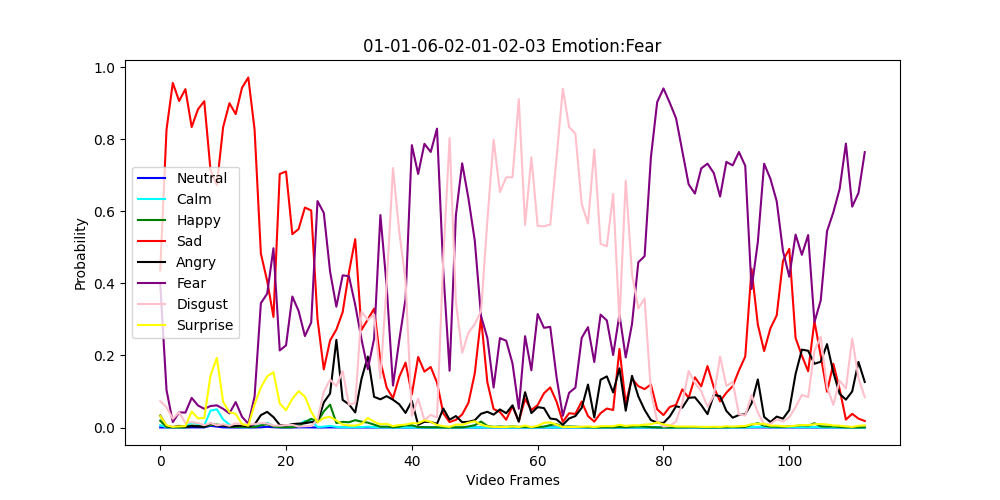 01-01-06-02-01-02-03 Emotion:Fear
1.0
0.8
0.6
0.4
0.2
0.0
Probability
Neutral
Calm
Happy
Sad
Angry
Fear
Disgust
Surprise
0 20 40 60 80 100
Video Frames